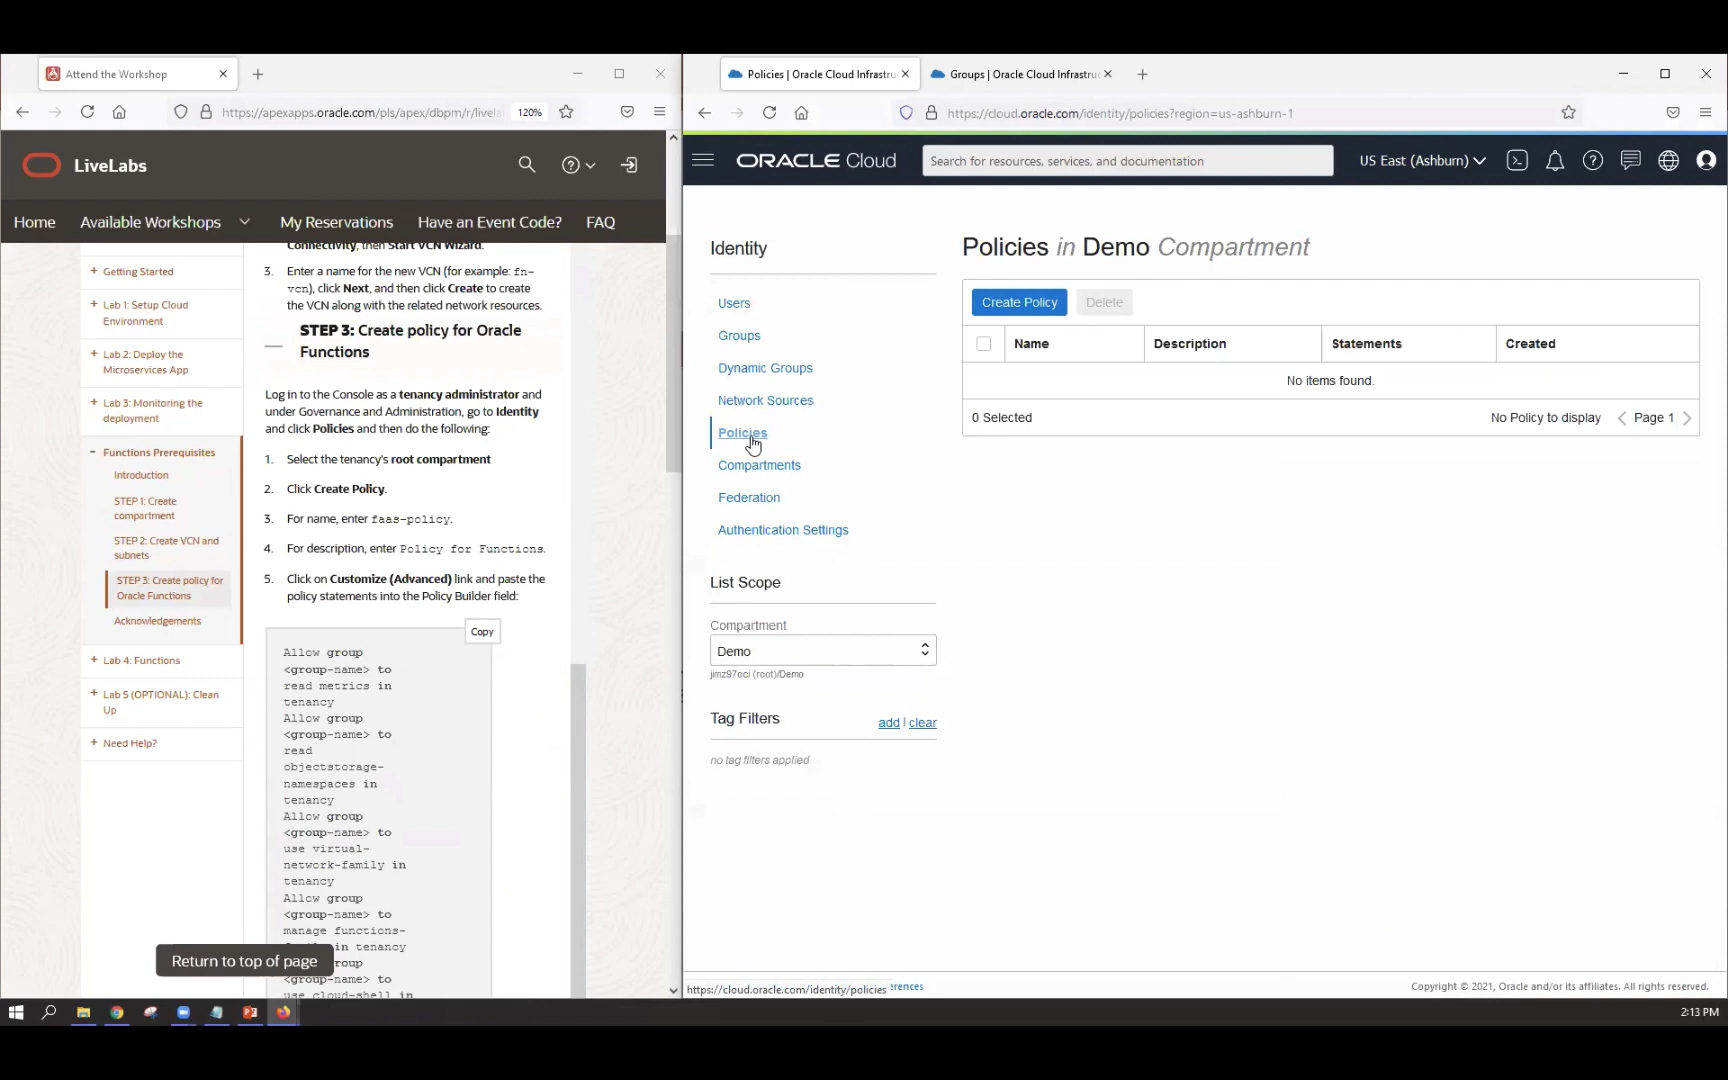 Attend the Workshop
https://apexapps.oracle.com/pls/apex/dbpm/r/livela
120%
LiveLabs
Home
Available Workshops
My Reservations
Have an Event Code?
FAQ
+ Getting Started
+ Lab 1: Setup Cloud
Environment
+ Lab 2: Deploy the
Microservices App
+ Lab 3: Monitoring the
deployment
- Functions Prerequisites
Introduction
STEP 1: Create
compartment
STEP 2: Create VCN and
subnets
STEP 3: Create policy for
Oracle Functions
Acknowledgements
+ Lab 4: Functions
+ Lab 5 (OPTIONAL): Clean
Up
+ Need Help?
Connectivity, then Start VCN Wizard.
3. Enter a name for the new VCN (for example: fn-
vcn), click Next, and then click Create to create
the VCN along with the related network resources.
STEP 3: Create policy for Oracle
Functions
Log in to the Console as a tenancy administrator and
under Governance and Administration, go to Identity
and click Policies and then do the following:
1. Select the tenancy's root compartment
2. Click Create Policy.
3. For name, enter faas-policy.
4. For description, enter Policy for Functions.
5. Click on Customize (Advanced) link and paste the
policy statements into the Policy Builder field:
Copy
Allow group
<group-name> to
read metrics in
tenancy
Allow group
<group-name> to
read
objectstorage-
namespaces in
tenancy
Allow group
<group-name> to
use virtual-
network-family in
tenancy
Allow group
<group-name> to
manage functions-
in tenancy
group
<group-name> to
use cloud-shell in
Return to top of page
Policies | Oracle Cloud Infrastru
Groups | Oracle Cloud Infrastruc
https://cloud.oracle.com/identity/policies?region=us-ashburn-1
ORACLE Cloud
Search for resources, services, and documentation
US East (Ashburn)
Identity
Users
Groups
Dynamic Groups
Network Sources
Policies
Compartments
Federation
Authentication Settings
List Scope
Compartment
Demo
jimz97oci (root)/Demo
Tag Filters
add | clear
no tag filters applied
Policies in Demo Compartment
Create Policy
Delete
Name
Description
Statements
Created
No items found.
0 Selected
No Policy to display
Page 1
https://cloud.oracle.com/identity/policies
erences
Copyright © 2021, Oracle and/or its affiliates. All rights reserved.
2:13 PM